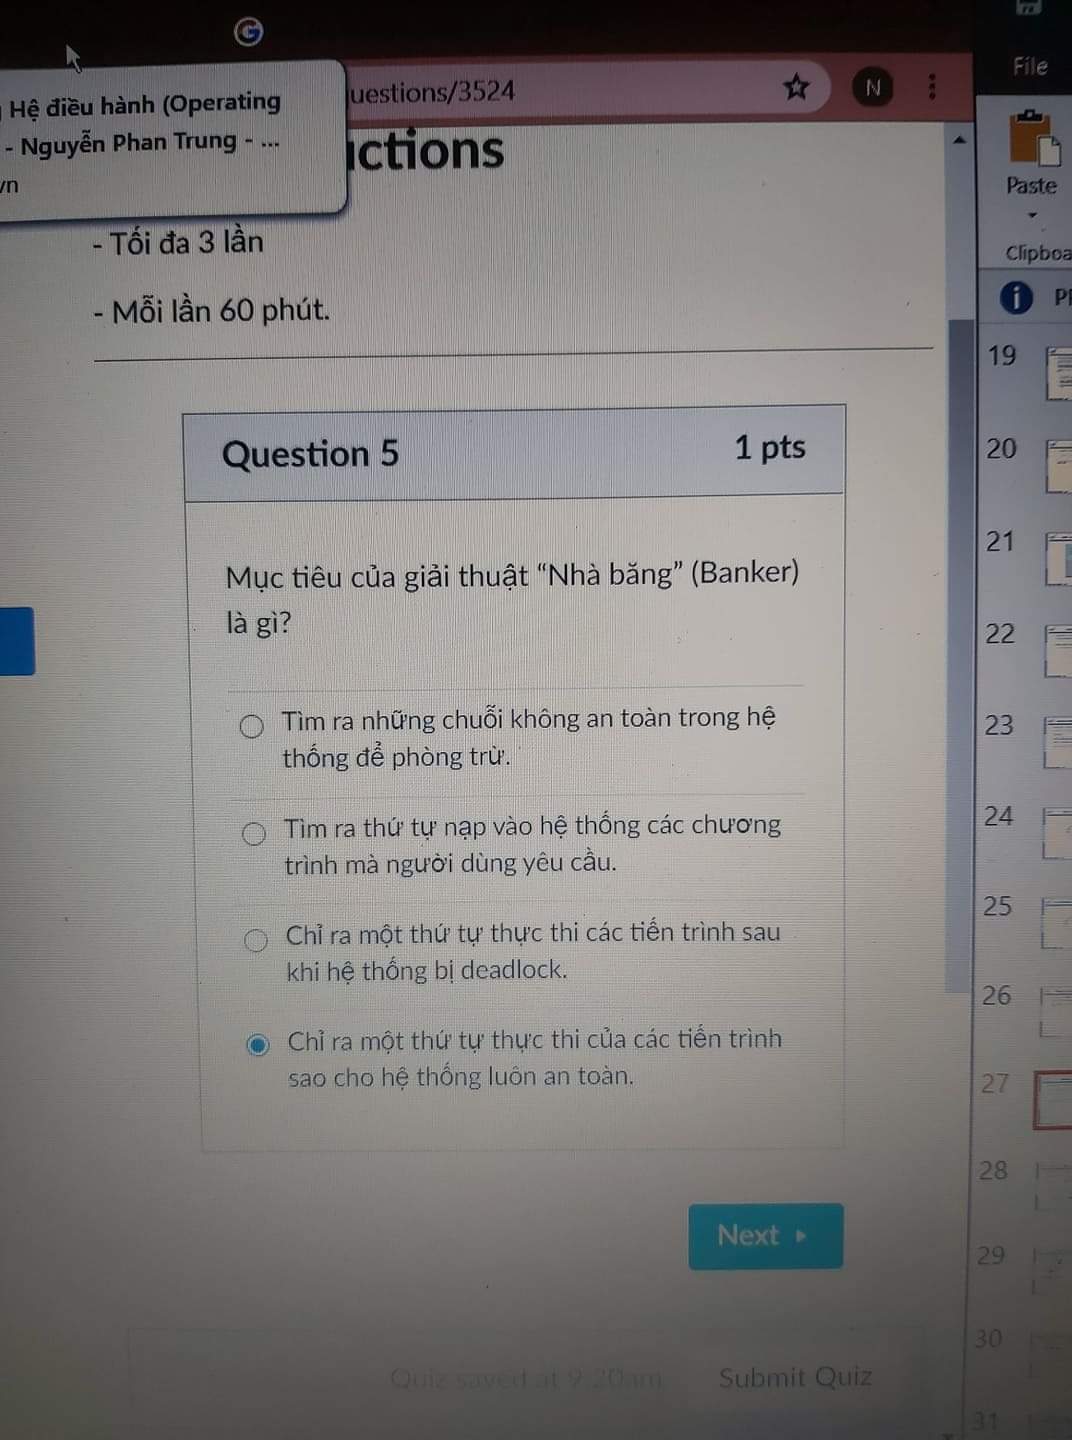 Hệ điều hành (Operating
- Nguyễn Phan Trung - ...
vn
uestions/3524
N
File
Paste
Clipboa
ctions
- Tối đa 3 lần
- Mỗi lần 60 phút.
Question 5
1 pts
Mục tiêu của giải thuật “Nhà băng” (Banker)
là gì?
Tìm ra những chuỗi không an toàn trong hệ
thống để phòng trừ.
Tìm ra thứ tự nạp vào hệ thống các chương
trình mà người dùng yêu cầu.
Chỉ ra một thứ tự thực thi các tiến trình sau
khi hệ thống bị deadlock.
Chỉ ra một thứ tự thực thi của các tiến trình
sao cho hệ thống luôn an toàn.
Next
Quiz saved at 9:20am
Submit Quiz
19
20
21
22
23
24
25
26
27
28
29
30
31